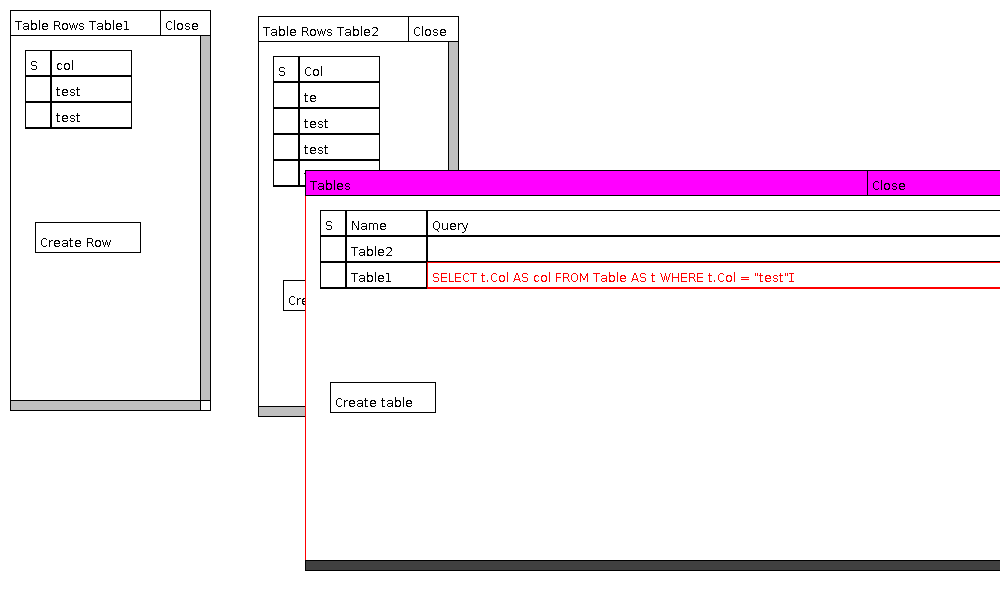 Table Rows Table1 Close
S col
test
test
Create Row
Table Rows Table2 Close
S Col
te
test
test
Cre
Tables Close
S Name Query
Table2
Table1 SELECT t.Col AS col FROM Table AS t WHERE t.Col = "test"
Create table